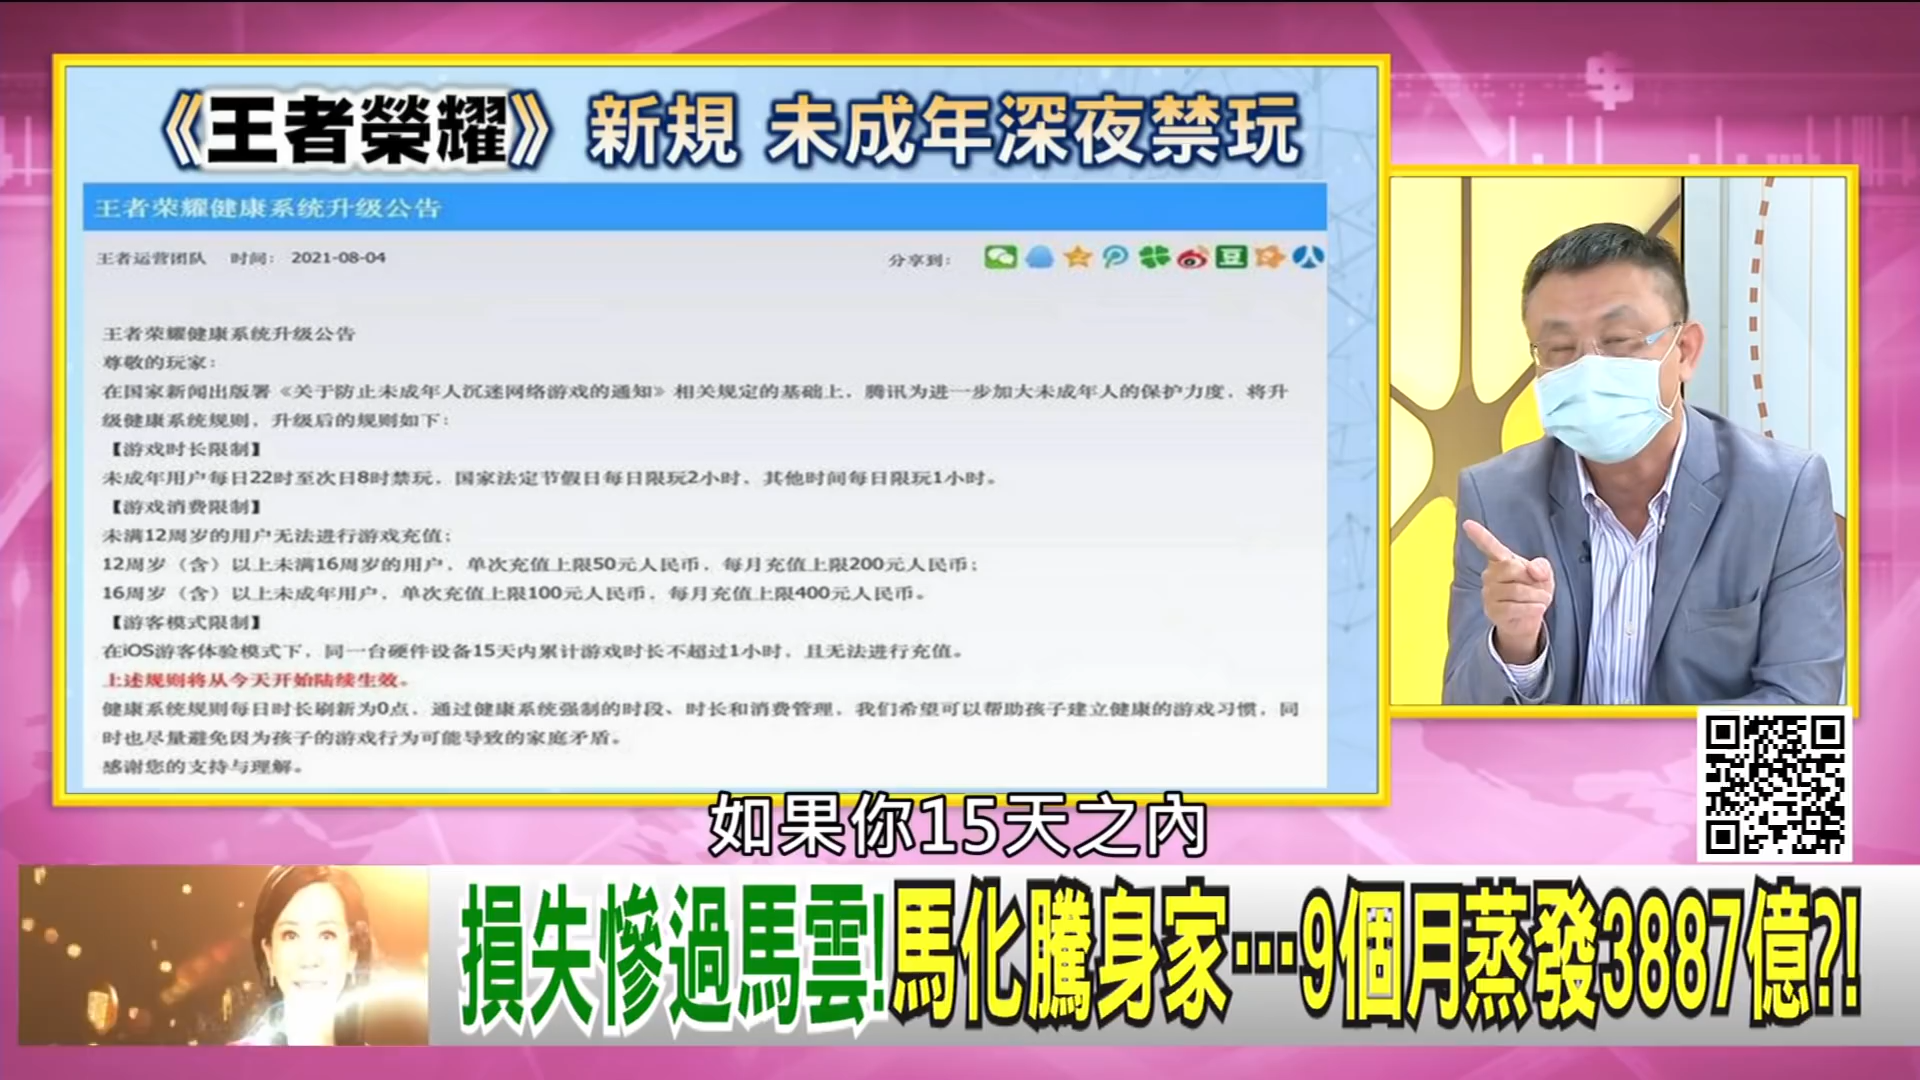 《王者榮耀》 新規 未成年深夜禁玩
王者荣耀健康系统升级公告
王者运营团队 时间: 2021-08-04 分享到:
王者荣耀健康系统升级公告
尊敬的玩家:
在国家新闻出版署《关于防止未成年人沉迷网络游戏的通知》相关规定的基础上，腾讯为进一步加大未成年人的保护力度，将升
级健康系统规则，升级后的规则如下:
【游戏时长限制】
未成年用户每日22时至次日8时禁玩，国家法定节假日每日限玩2小时，其他时间每日限玩1小时。
【游戏消费限制】
未满12周岁的用户无法进行游戏充值;
12周岁（含）以上未满16周岁的用户，单次充值上限50元人民币，每月充值上限200元人民币;
16周岁（含）以上未成年用户，单次充值上限100元人民币，每月充值上限400元人民币。
【游客模式限制】
在iOS游客体验模式下，同一台硬件设备15天内累计游戏时长不超过1小时，且无法进行充值。
上述规则将从今天开始陆续生效。
健康系统规则每日时长刷新为0点，通过健康系统强制的时段、时长和消费管理，我们希望可以帮助孩子建立健康的游戏习惯，同
时也尽量避免因为孩子的游戏行为可能导致的家庭矛盾。
感谢您的支持与理解。
如果你15天之內
損失慘過馬雲!馬化騰身家…9個月蒸發3887億?!